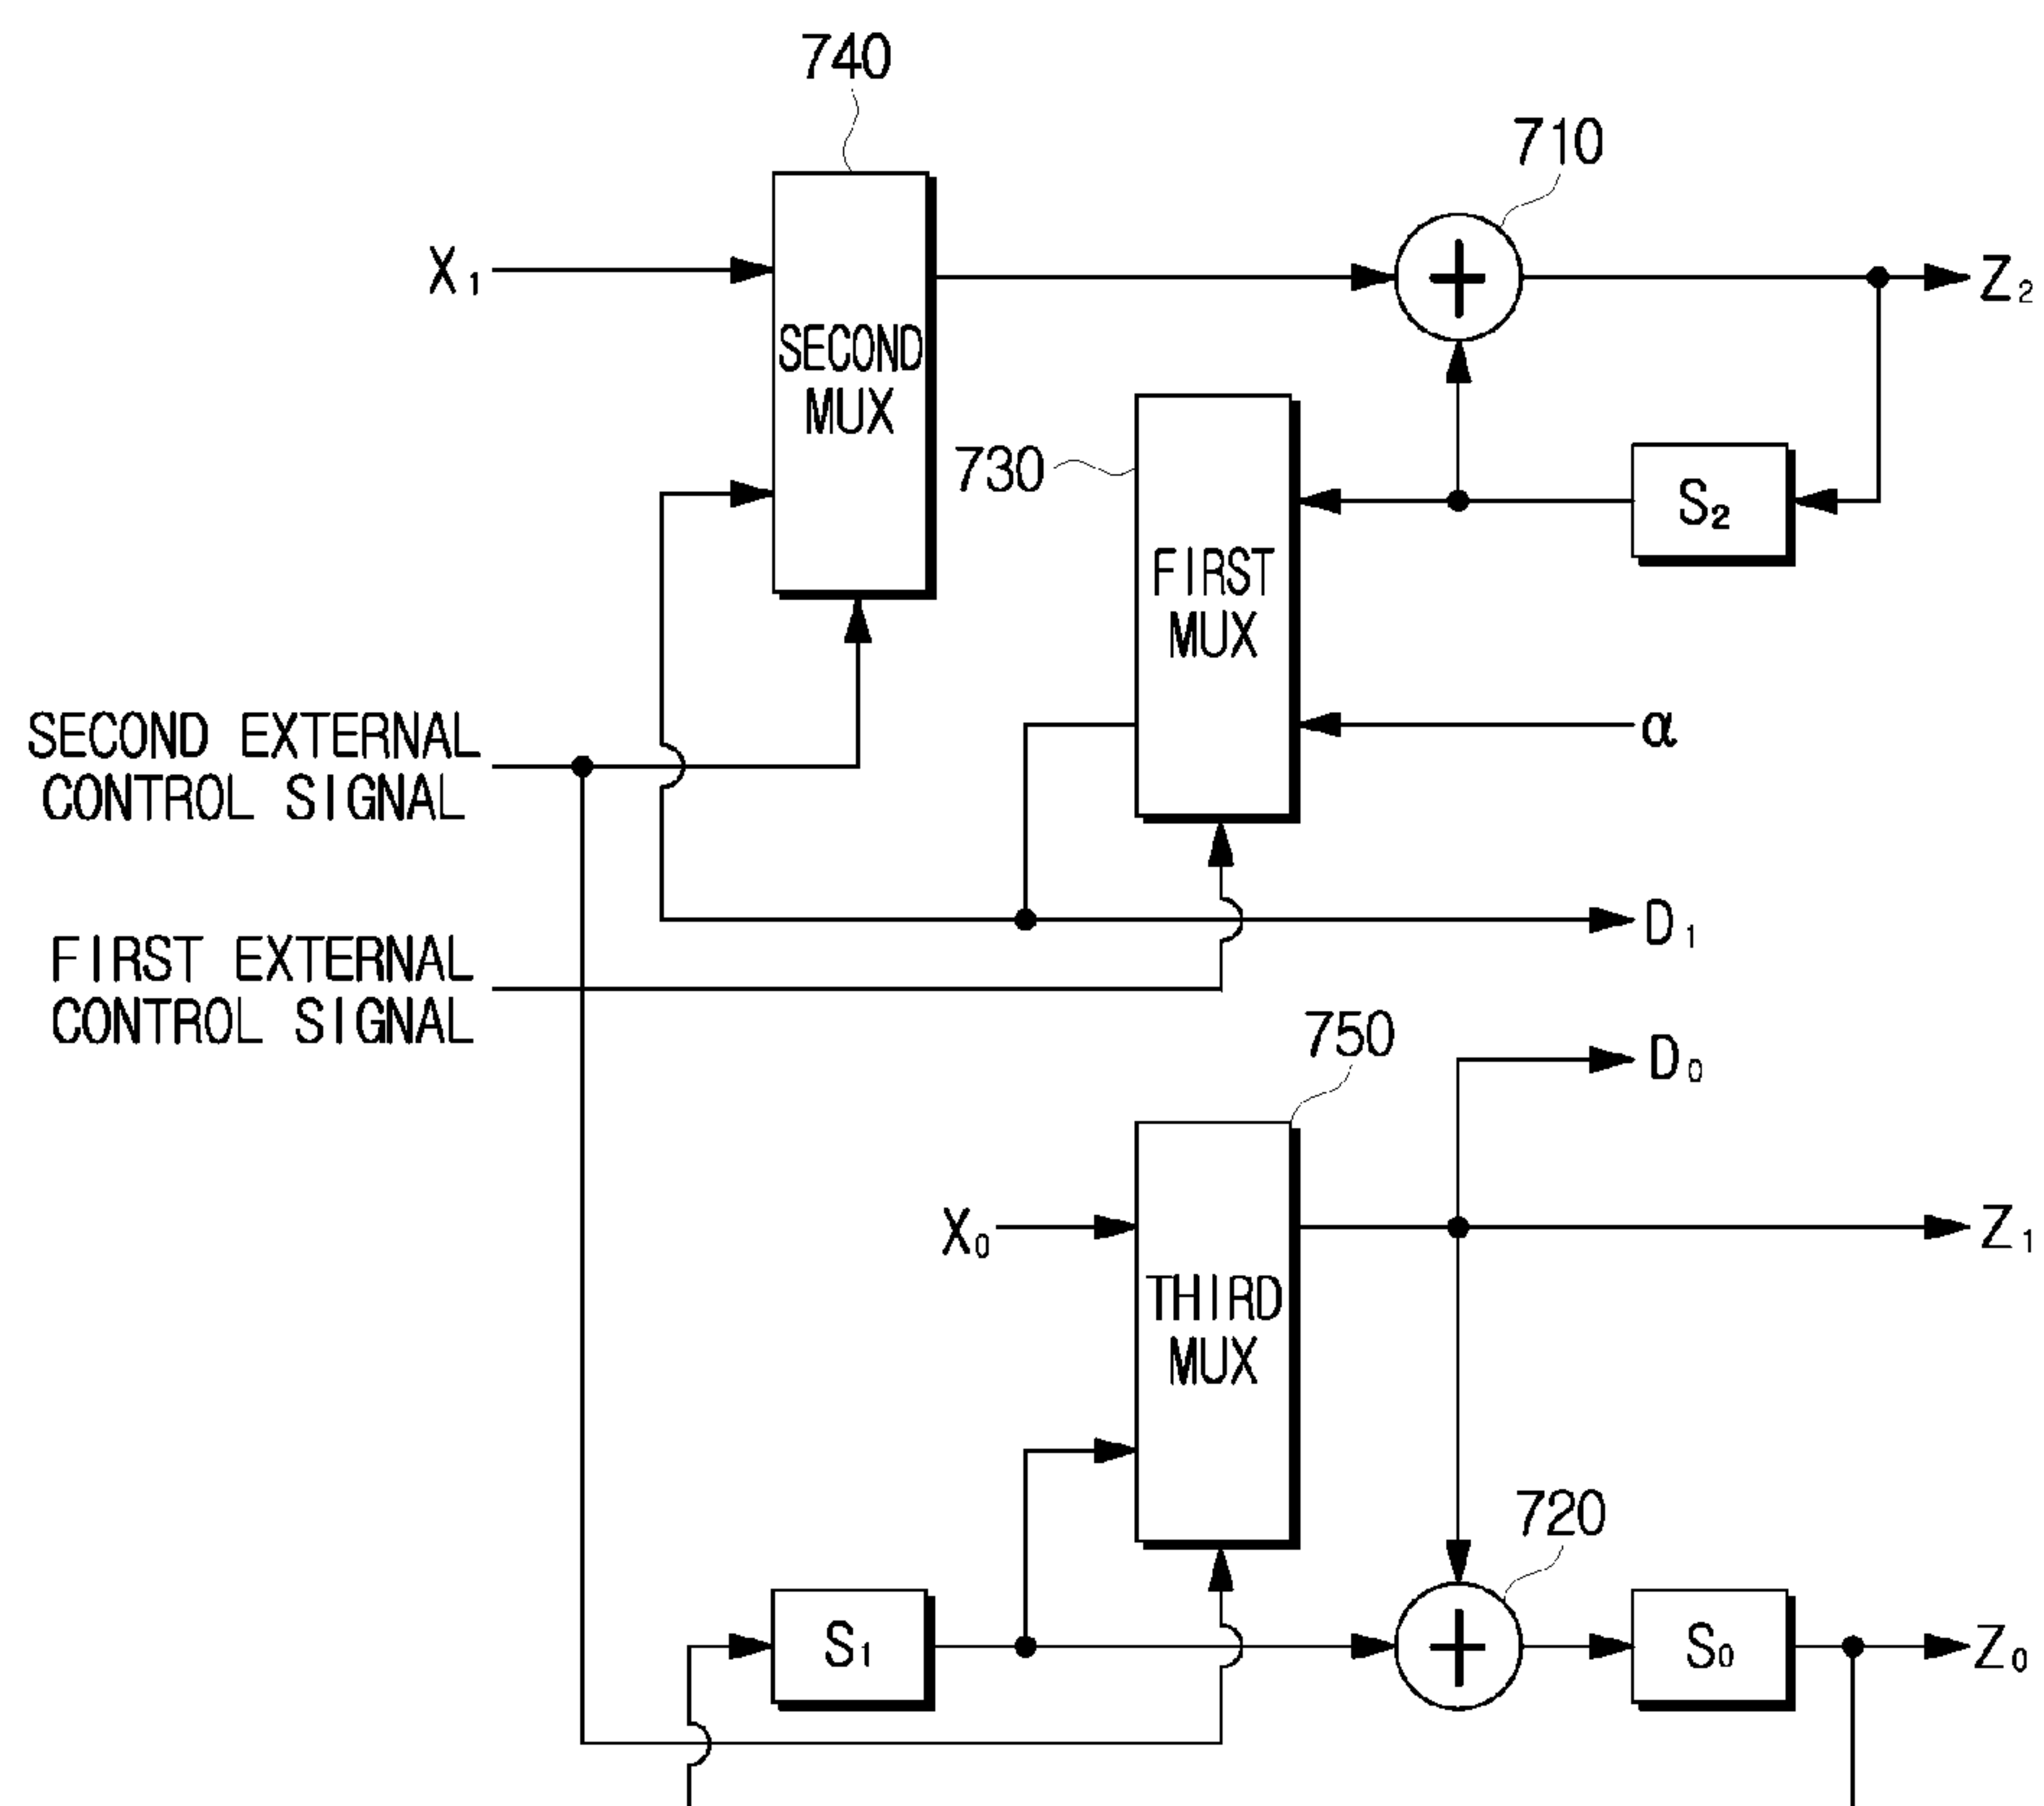 740
710
X₁
Z₂
SECOND
MUX
730
S₂
FIRST
MUX
SECOND EXTERNAL
CONTROL SIGNAL
α
D₁
FIRST EXTERNAL
CONTROL SIGNAL
750
D₀
X₀
Z₁
THIRD
MUX
720
S₁
S₀
Z₀